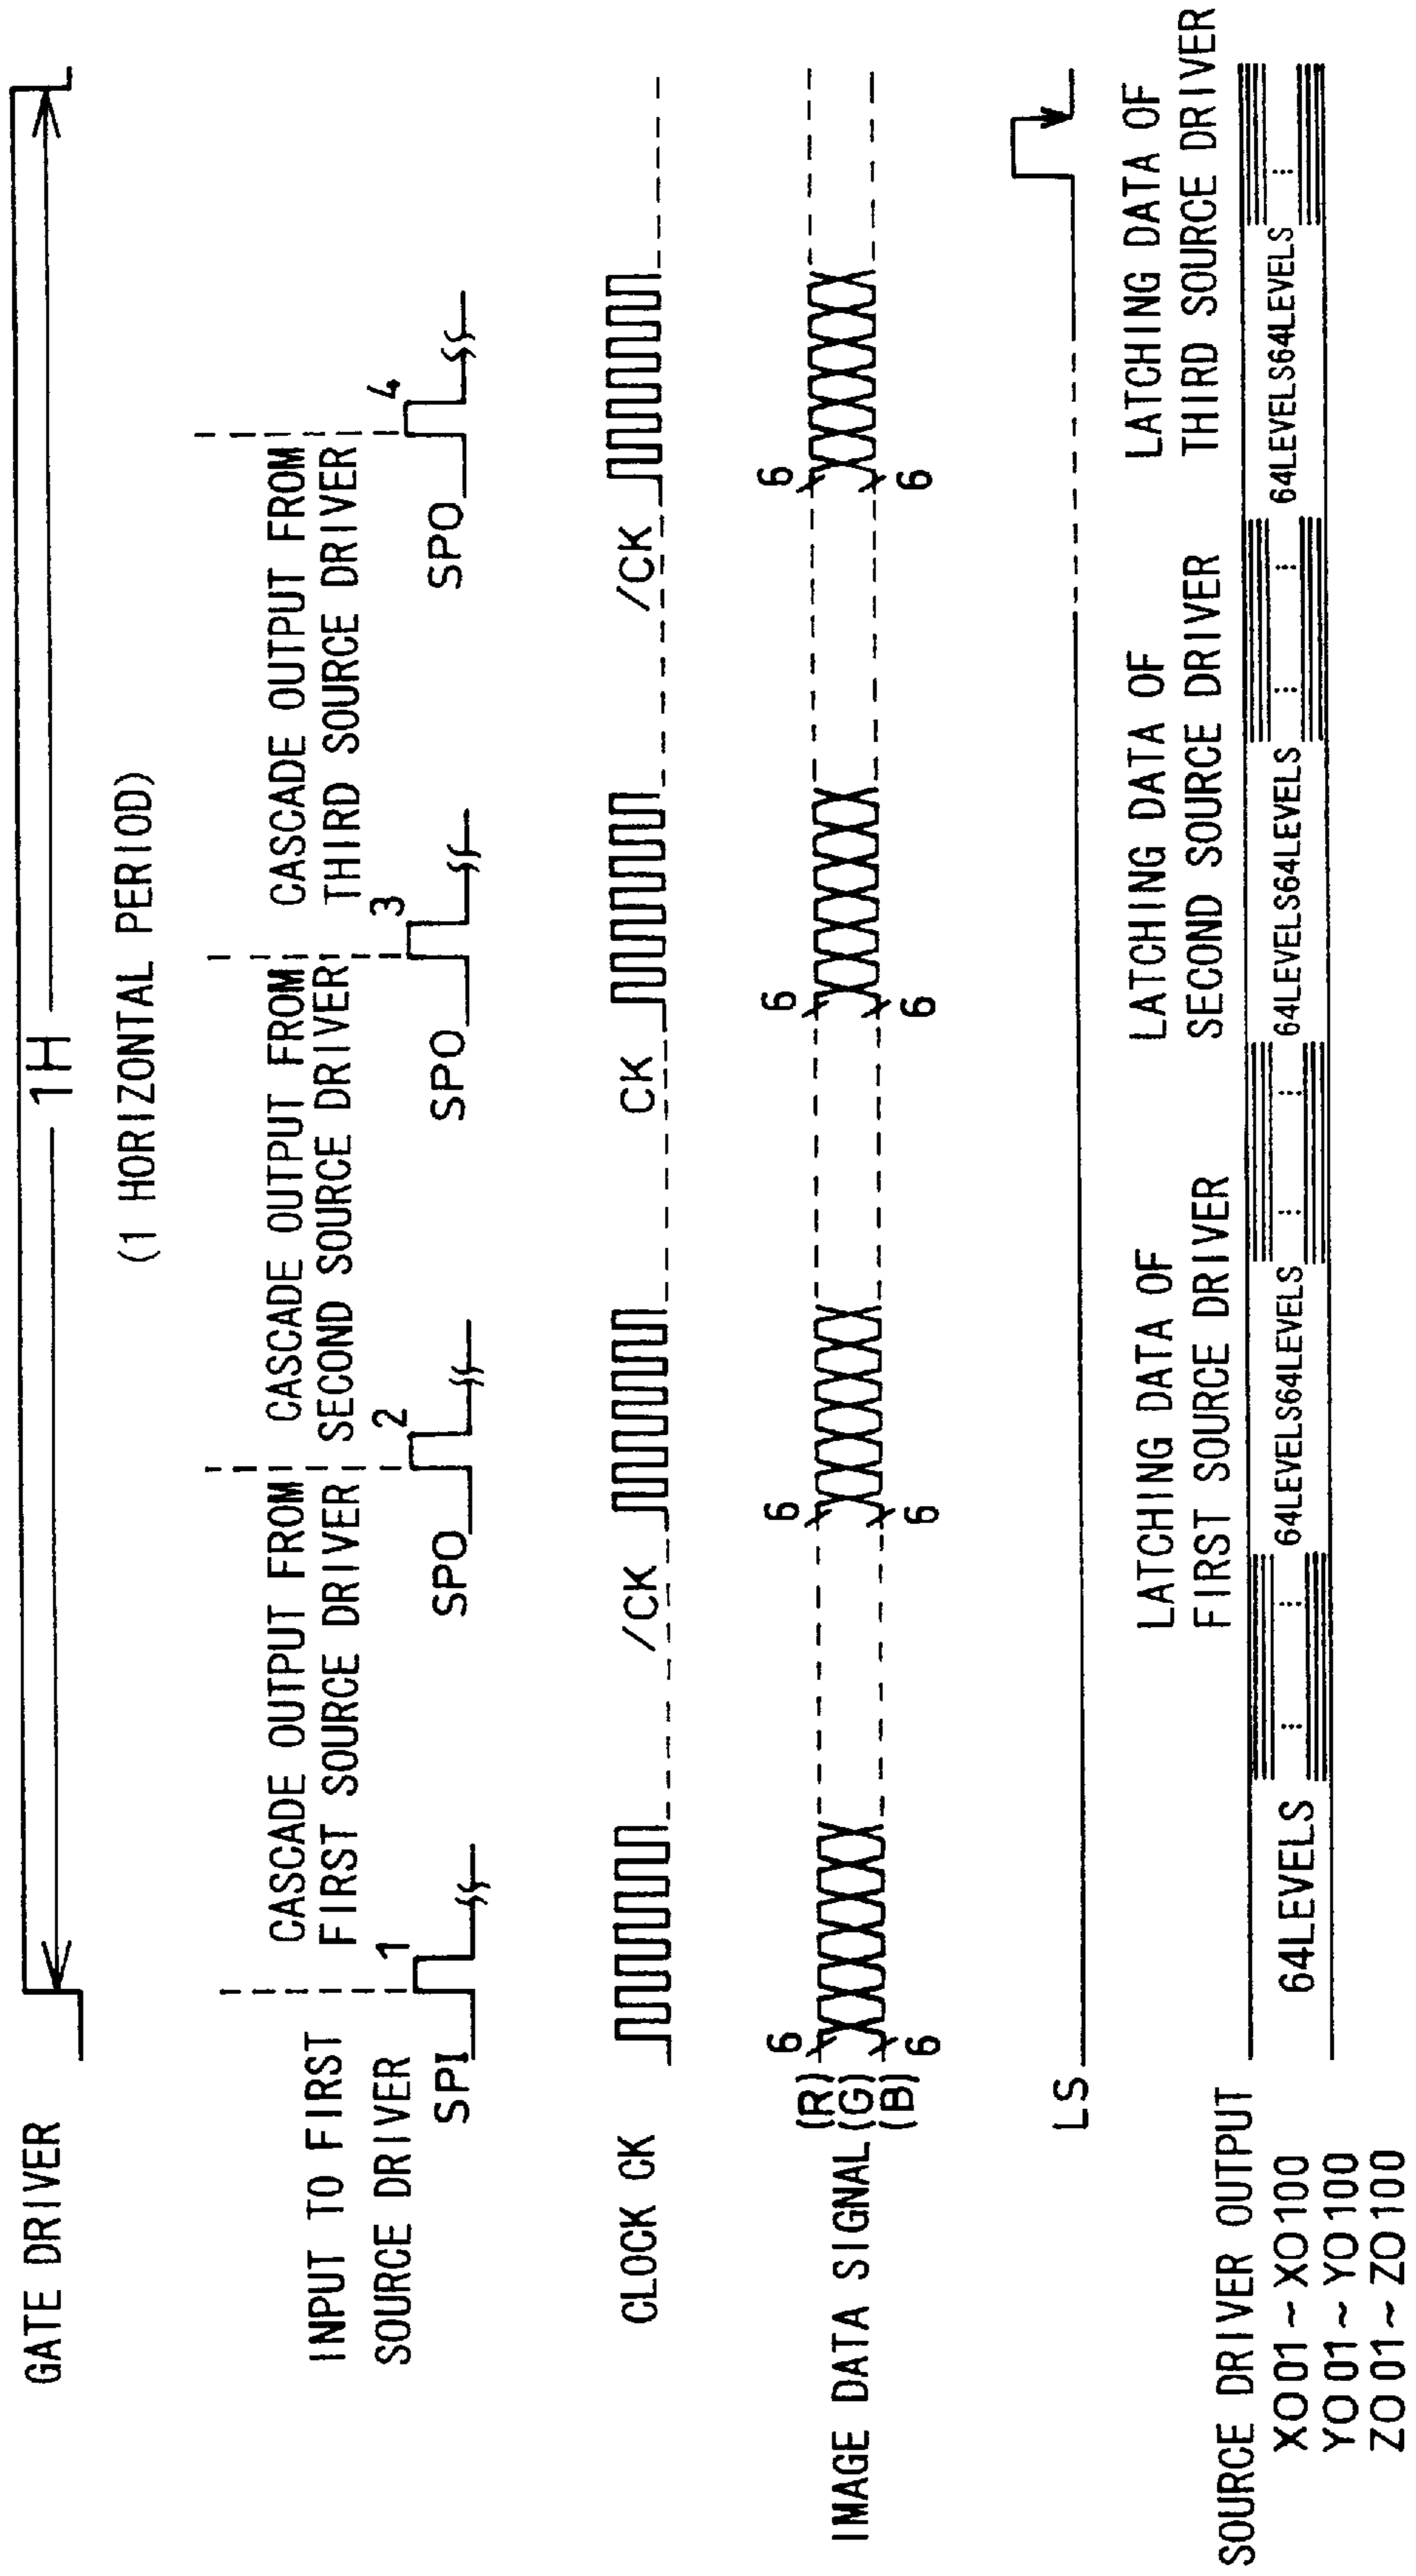 GATE DRIVER
1H
(1 HORIZONTAL PERIOD)
INPUT TO FIRST
SOURCE DRIVER
CASCADE OUTPUT FROM
FIRST SOURCE DRIVER
CASCADE OUTPUT FROM
SECOND SOURCE DRIVER
CASCADE OUTPUT FROM
THIRD SOURCE DRIVER
SPI
1
SPO
2
SPO
3
SPO
4
CLOCK CK
/CK
CK
/CK
IMAGE DATA SIGNAL
(R)
(G)
(B)
6
6
6
6
6
6
6
6
LS
LATCHING DATA OF
FIRST SOURCE DRIVER
LATCHING DATA OF
SECOND SOURCE DRIVER
LATCHING DATA OF
THIRD SOURCE DRIVER
SOURCE DRIVER OUTPUT
XO01~XO100
YO01~YO100
ZO01~ZO100
64LEVELS
64LEVELS64LEVELS
64LEVELS64LEVELS
64LEVELS64LEVELS